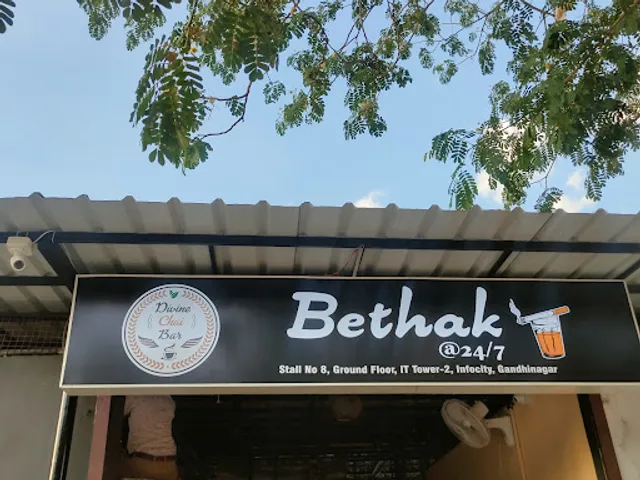 Divine
Chai
Bar
Bethak
@24/7
Stall No 8, Ground Floor, IT Tower-2, Infocity, Gandhinagar